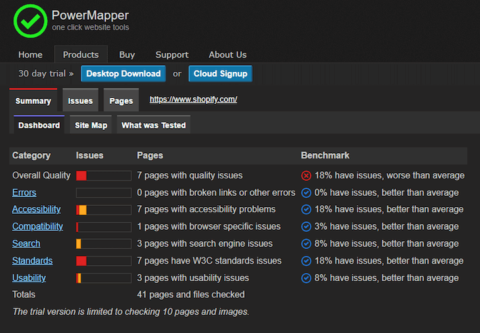 PowerMapper
one click website tools
Home Products Buy Support About Us
30 day trial » Desktop Download or Cloud Signup
Summary Issues Pages https://www.shopify.com/
Dashboard Site Map What was Tested
Category Issues Pages Benchmark
Overall Quality 7 pages with quality issues 18% have issues, worse than average
Errors 0 pages with broken links or other errors 0% have issues, better than average
Accessibility 7 pages with accessibility problems 18% have issues, better than average
Compatibility 1 pages with browser specific issues 3% have issues, better than average
Search 3 pages with search engine issues 8% have issues, better than average
Standards 7 pages have W3C standards issues 18% have issues, better than average
Usability 3 pages with usability issues 8% have issues, better than average
Totals 41 pages and files checked
The trial version is limited to checking 10 pages and images.